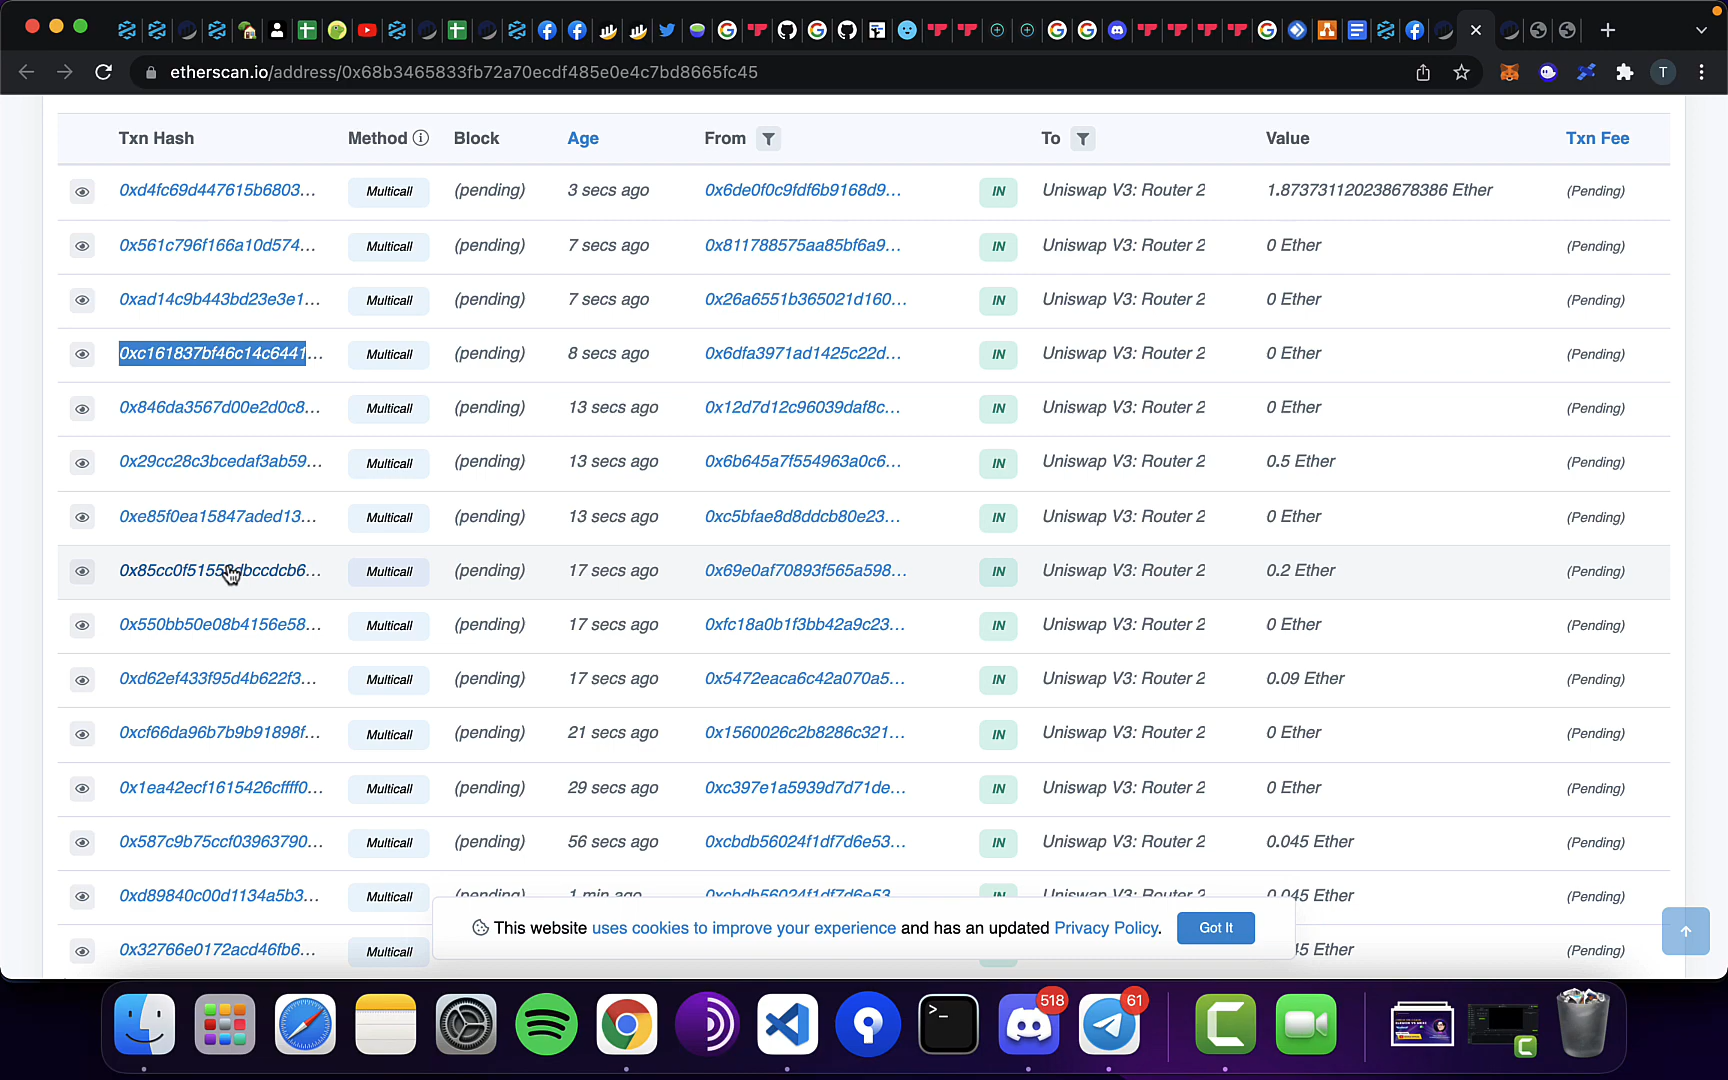 etherscan.io/address/0x68b3465833fb72a70ecdf485e0e4c7bd8665fc45
T
Txn Hash Method Block Age From To Value Txn Fee
0xd4fc69d447615b6803... Multicall (pending) 3 secs ago 0x6de0f0c9fdf6b9168d9... IN Uniswap V3: Router 2 1.873731120238678386 Ether (Pending)
0x561c796f166a10d574... Multicall (pending) 7 secs ago 0x811788575aa85bf6a9... IN Uniswap V3: Router 2 0 Ether (Pending)
0xad14c9b443bd23e3e1... Multicall (pending) 7 secs ago 0x26a6551b365021d160... IN Uniswap V3: Router 2 0 Ether (Pending)
0xc161837bf46c14c6441... Multicall (pending) 8 secs ago 0x6dfa3971ad1425c22d... IN Uniswap V3: Router 2 0 Ether (Pending)
0x846da3567d00e2d0c8... Multicall (pending) 13 secs ago 0x12d7d12c96039daf8c... IN Uniswap V3: Router 2 0 Ether (Pending)
0x29cc28c3bcedaf3ab59... Multicall (pending) 13 secs ago 0x6b645a7f554963a0c6... IN Uniswap V3: Router 2 0.5 Ether (Pending)
0xe85f0ea15847aded13... Multicall (pending) 13 secs ago 0xc5bfae8d8ddcb80e23... IN Uniswap V3: Router 2 0 Ether (Pending)
Multicall (pending) 17 secs ago 0x69e0af70893f565a598... IN Uniswap V3: Router 2 0.2 Ether (Pending)
0x550bb50e08b4156e58... Multicall (pending) 17 secs ago 0xfc18a0b1f3bb42a9c23... IN Uniswap V3: Router 2 0 Ether (Pending)
0xd62ef433f95d4b622f3... Multicall (pending) 17 secs ago 0x5472eaca6c42a070a5... IN Uniswap V3: Router 2 0.09 Ether (Pending)
0xcf66da96b7b9b91898f... Multicall (pending) 21 secs ago 0x1560026c2b8286c321... IN Uniswap V3: Router 2 0 Ether (Pending)
0x1ea42ecf1615426cffff0... Multicall (pending) 29 secs ago 0xc397e1a5939d7d71de... IN Uniswap V3: Router 2 0 Ether (Pending)
0x587c9b75ccf03963790... Multicall (pending) 56 secs ago 0xcbdb56024f1df7d6e53... IN Uniswap V3: Router 2 0.045 Ether (Pending)
0xd89840c00d1134a5b3... Multicall (pending) 1 min ago 0xcbdb56024f1df7d6e53... IN Uniswap V3: Router 2 0.045 Ether (Pending)
0x32766e0172acd46fb6... Multicall 45 Ether (Pending)
This website uses cookies to improve your experience and has an updated Privacy Policy. Got It
518 61